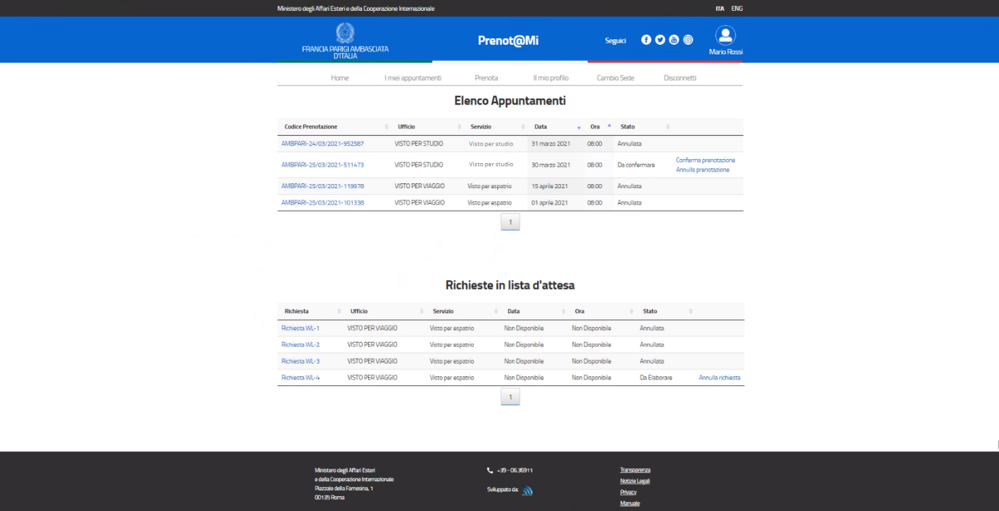 Ministero degli Affari Esteri e della Cooperazione Internazionale
ITA ENG
FRANCIA PARIGI AMBASCIATA
D'ITALIA
Prenot@Mi
Seguici
Mario Rossi
Home I miei appuntamenti Prenota Il mio profilo Cambio Sede Disconnetti
Elenco Appuntamenti
Codice Prenotazione Ufficio Servizio Data Ora Stato
AMBPARI-24/03/2021-952587 VISTO PER STUDIO Visto per studio 31 marzo 2021 08:00 Annullata
AMBPARI-25/03/2021-511473 VISTO PER STUDIO Visto per studio 30 marzo 2021 08:00 Da confermare Conferma prenotazione
Annulla prenotazione
AMBPARI-25/03/2021-119978 VISTO PER VIAGGIO Visto per espatrio 15 aprile 2021 08:00 Annullata
AMBPARI-25/03/2021-101338 VISTO PER VIAGGIO Visto per espatrio 01 aprile 2021 08:00 Annullata
1
Richieste in lista d'attesa
Richiesta Ufficio Servizio Data Ora Stato
Richiesta WL-1 VISTO PER VIAGGIO Visto per espatrio Non Disponibile Non Disponibile Annullata
Richiesta WL-2 VISTO PER VIAGGIO Visto per espatrio Non Disponibile Non Disponibile Annullata
Richiesta WL-3 VISTO PER VIAGGIO Visto per espatrio Non Disponibile Non Disponibile Annullata
Richiesta WL-4 VISTO PER VIAGGIO Visto per espatrio Non Disponibile Non Disponibile Da Elaborare Annulla richiesta
1
Ministero degli Affari Esteri
e della Cooperazione Internazionale
Piazzale della Farnesina, 1
00135 Roma
+39 - 06.36911
Sviluppato da:
Transparenza
Notizie Legali
Privacy
Manuale